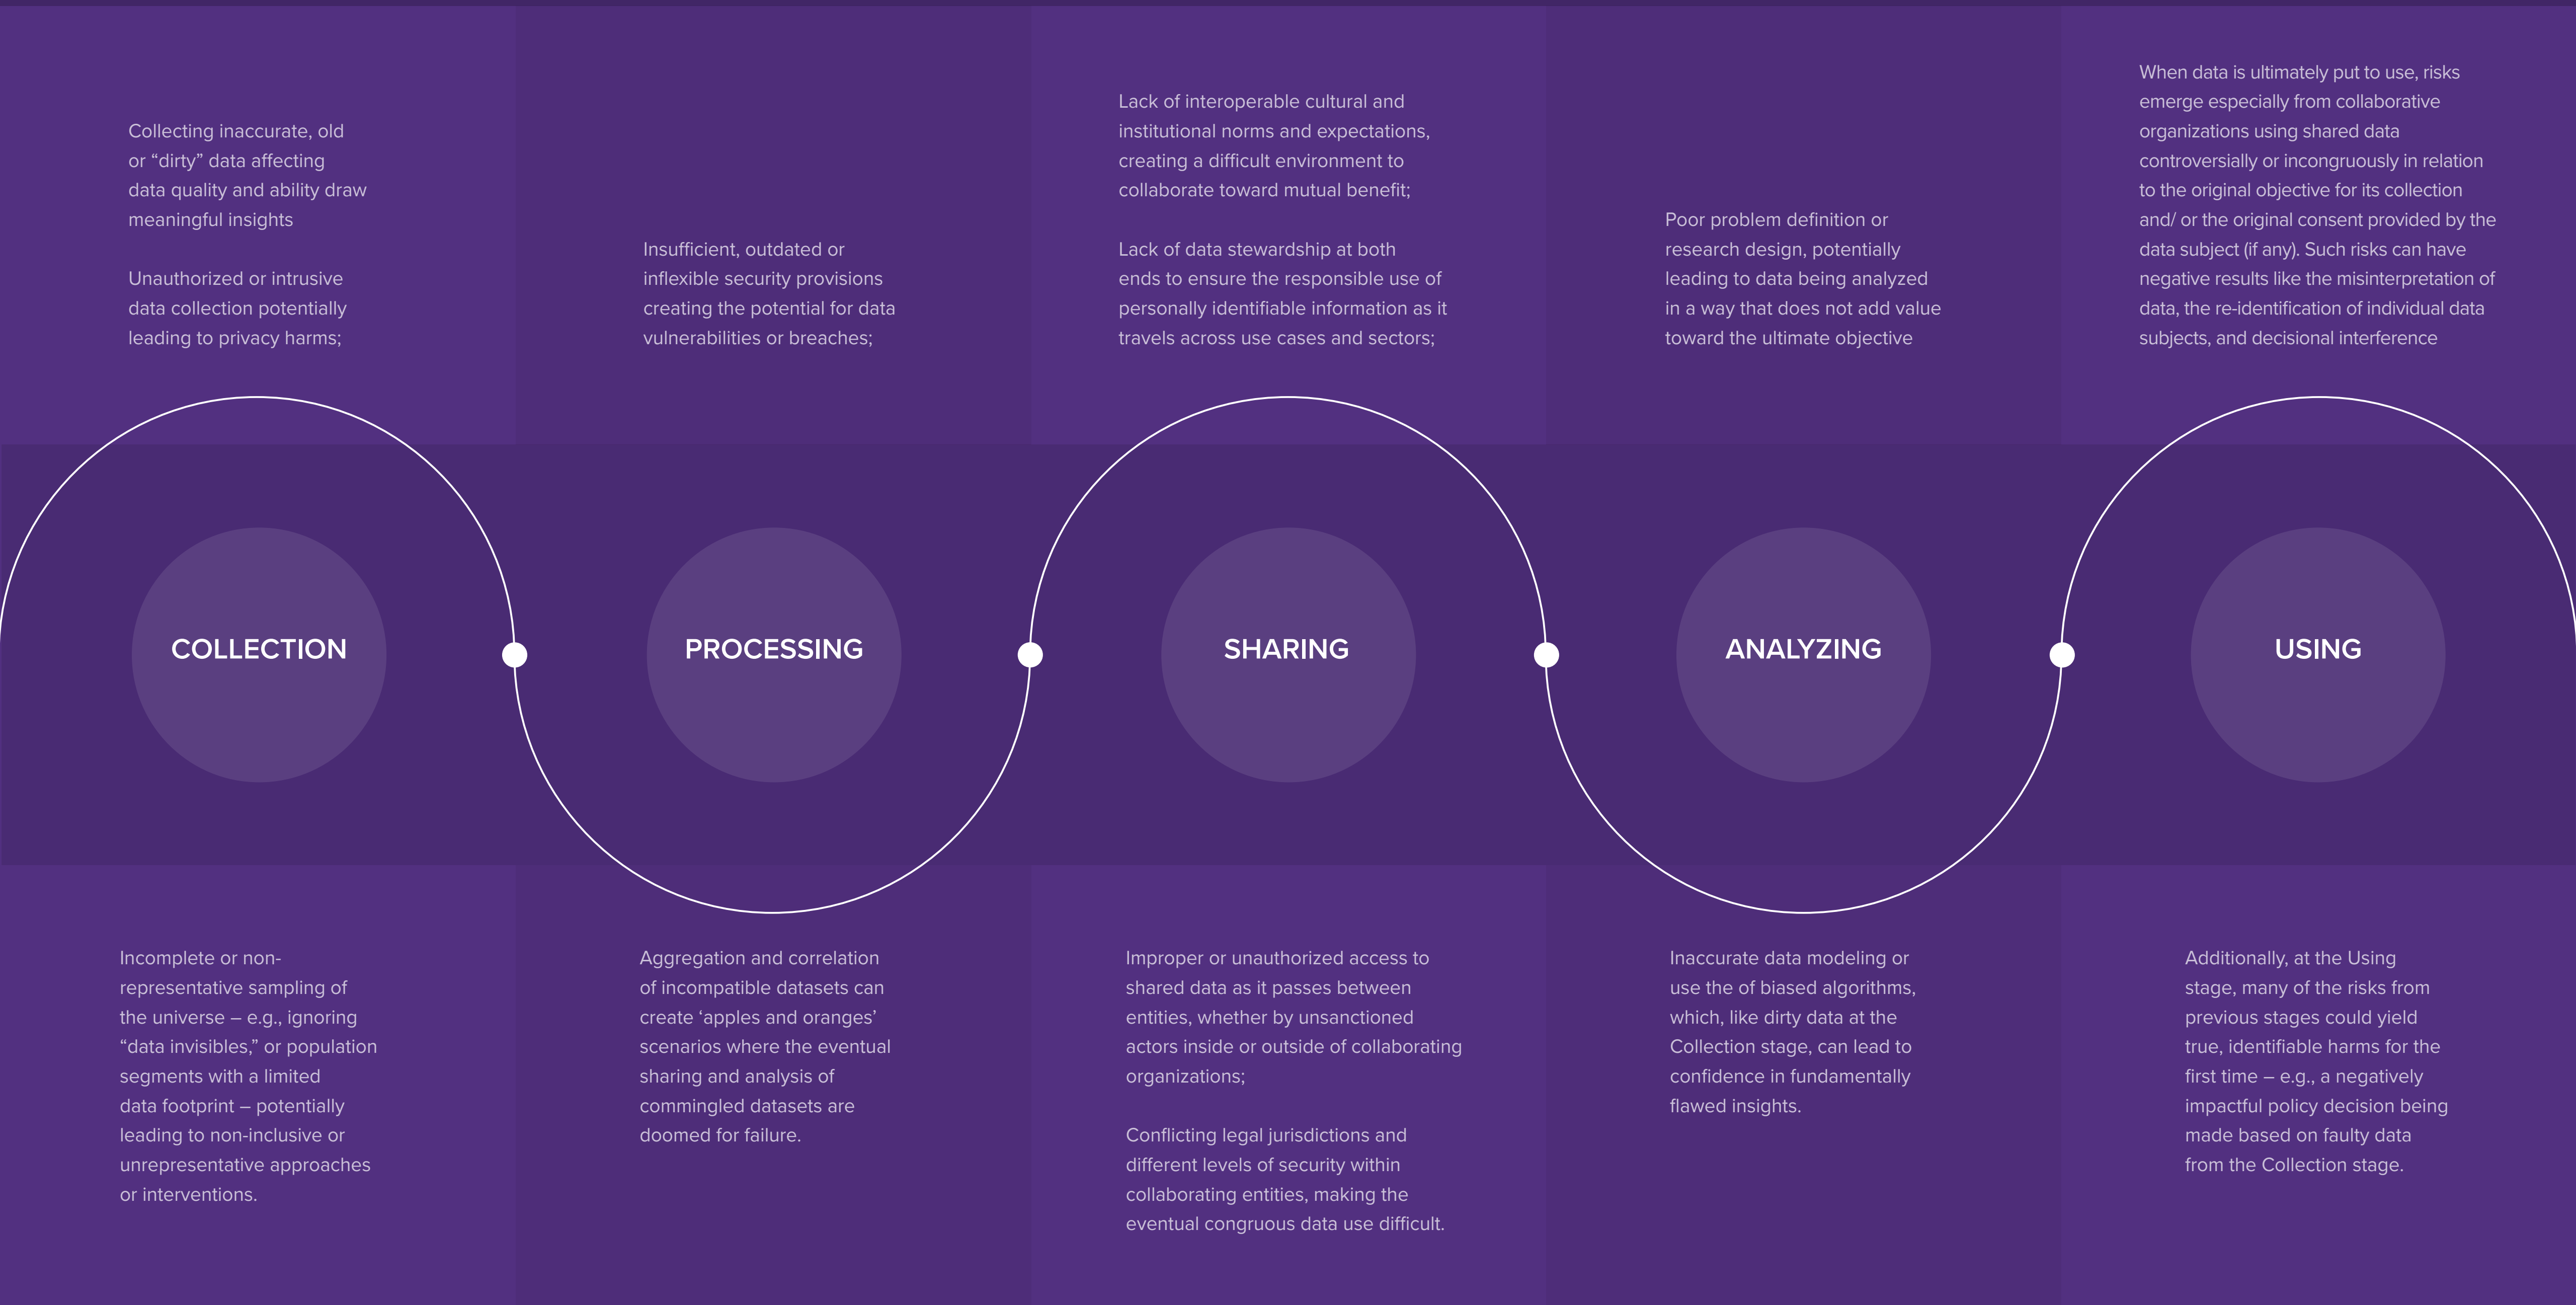 Collecting inaccurate, old
or “dirty” data affecting
data quality and ability draw
meaningful insights
Unauthorized or intrusive
data collection potentially
leading to privacy harms;
Insufficient, outdated or
inflexible security provisions
creating the potential for data
vulnerabilities or breaches;
Lack of interoperable cultural and
institutional norms and expectations,
creating a difficult environment to
collaborate toward mutual benefit;
Lack of data stewardship at both
ends to ensure the responsible use of
personally identifiable information as it
travels across use cases and sectors;
Poor problem definition or
research design, potentially
leading to data being analyzed
in a way that does not add value
toward the ultimate objective
When data is ultimately put to use, risks
emerge especially from collaborative
organizations using shared data
controversially or incongruously in relation
to the original objective for its collection
and/ or the original consent provided by the
data subject (if any). Such risks can have
negative results like the misinterpretation of
data, the re-identification of individual data
subjects, and decisional interference
COLLECTION
PROCESSING
SHARING
ANALYZING
USING
Incomplete or non-
representative sampling of
the universe – e.g., ignoring
“data invisibles,” or population
segments with a limited
data footprint – potentially
leading to non-inclusive or
unrepresentative approaches
or interventions.
Aggregation and correlation
of incompatible datasets can
create ‘apples and oranges’
scenarios where the eventual
sharing and analysis of
commingled datasets are
doomed for failure.
Improper or unauthorized access to
shared data as it passes between
entities, whether by unsanctioned
actors inside or outside of collaborating
organizations;
Conflicting legal jurisdictions and
different levels of security within
collaborating entities, making the
eventual congruous data use difficult.
Inaccurate data modeling or
use the of biased algorithms,
which, like dirty data at the
Collection stage, can lead to
confidence in fundamentally
flawed insights.
Additionally, at the Using
stage, many of the risks from
previous stages could yield
true, identifiable harms for the
first time – e.g., a negatively
impactful policy decision being
made based on faulty data
from the Collection stage.